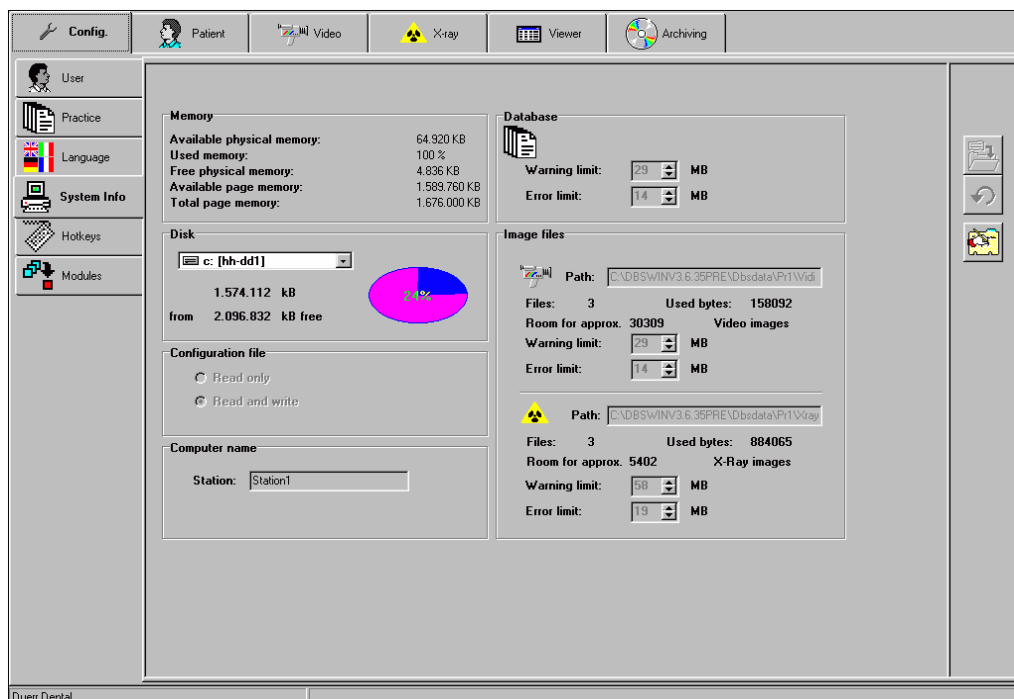 Config.
Patient
Video
X-ray
Viewer
Archiving
User
Practice
Language
System Info
Hotkeys
Modules
Memory
Available physical memory: 64.920 KB
Used memory: 100 %
Free physical memory: 4.836 KB
Available page memory: 1.589.760 KB
Total page memory: 1.676.000 KB
Disk
c: [hh-dd1]
1.574.112 kB
from 2.096.832 kB free
24%
Configuration file
Read only
Read and write
Computer name
Station: Station1
Database
Warning limit: 29 MB
Error limit: 14 MB
Image files
Path: C:\DBSWINV3.6.35PRE\Dbsdata\Pr1\Vidi
Files: 3 Used bytes: 158092
Room for approx. 30309 Video images
Warning limit: 29 MB
Error limit: 14 MB
Path: C:\DBSWINV3.6.35PRE\Dbsdata\Pr1\Xray
Files: 3 Used bytes: 884065
Room for approx. 5402 X-Ray images
Warning limit: 58 MB
Error limit: 19 MB
Duerr Dental